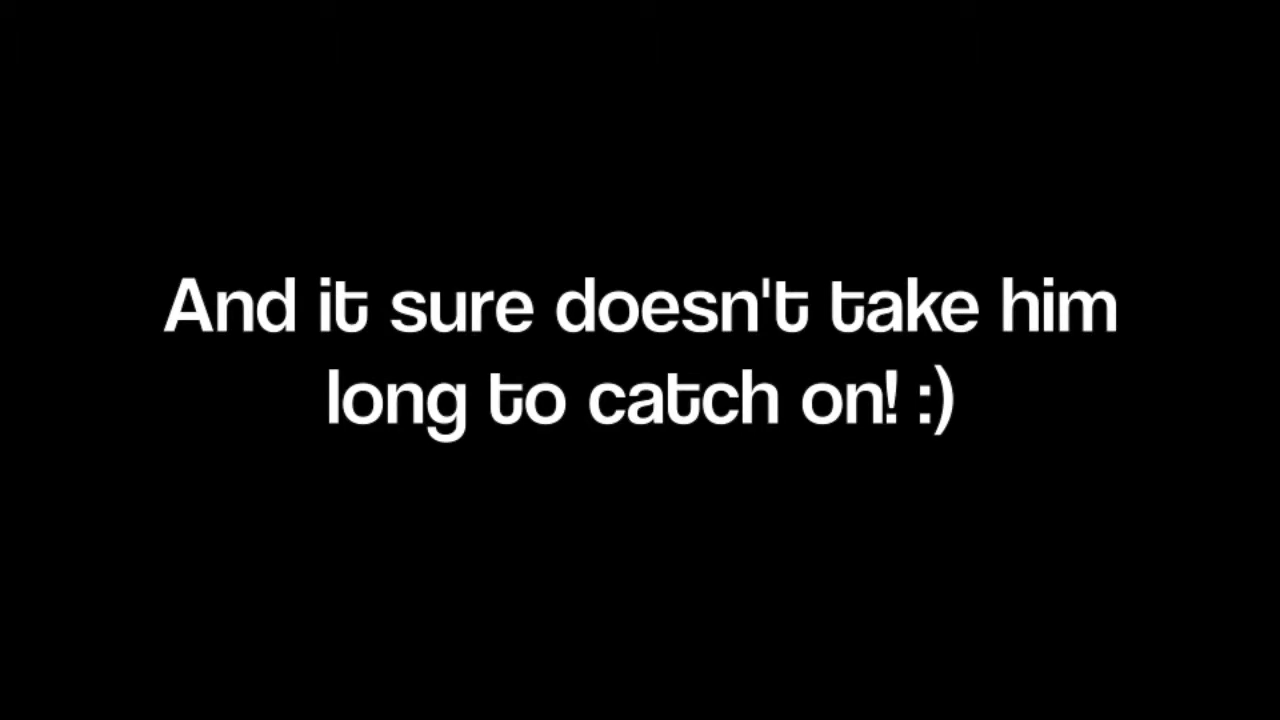 And it sure doesn't take him
long to catch on! :)